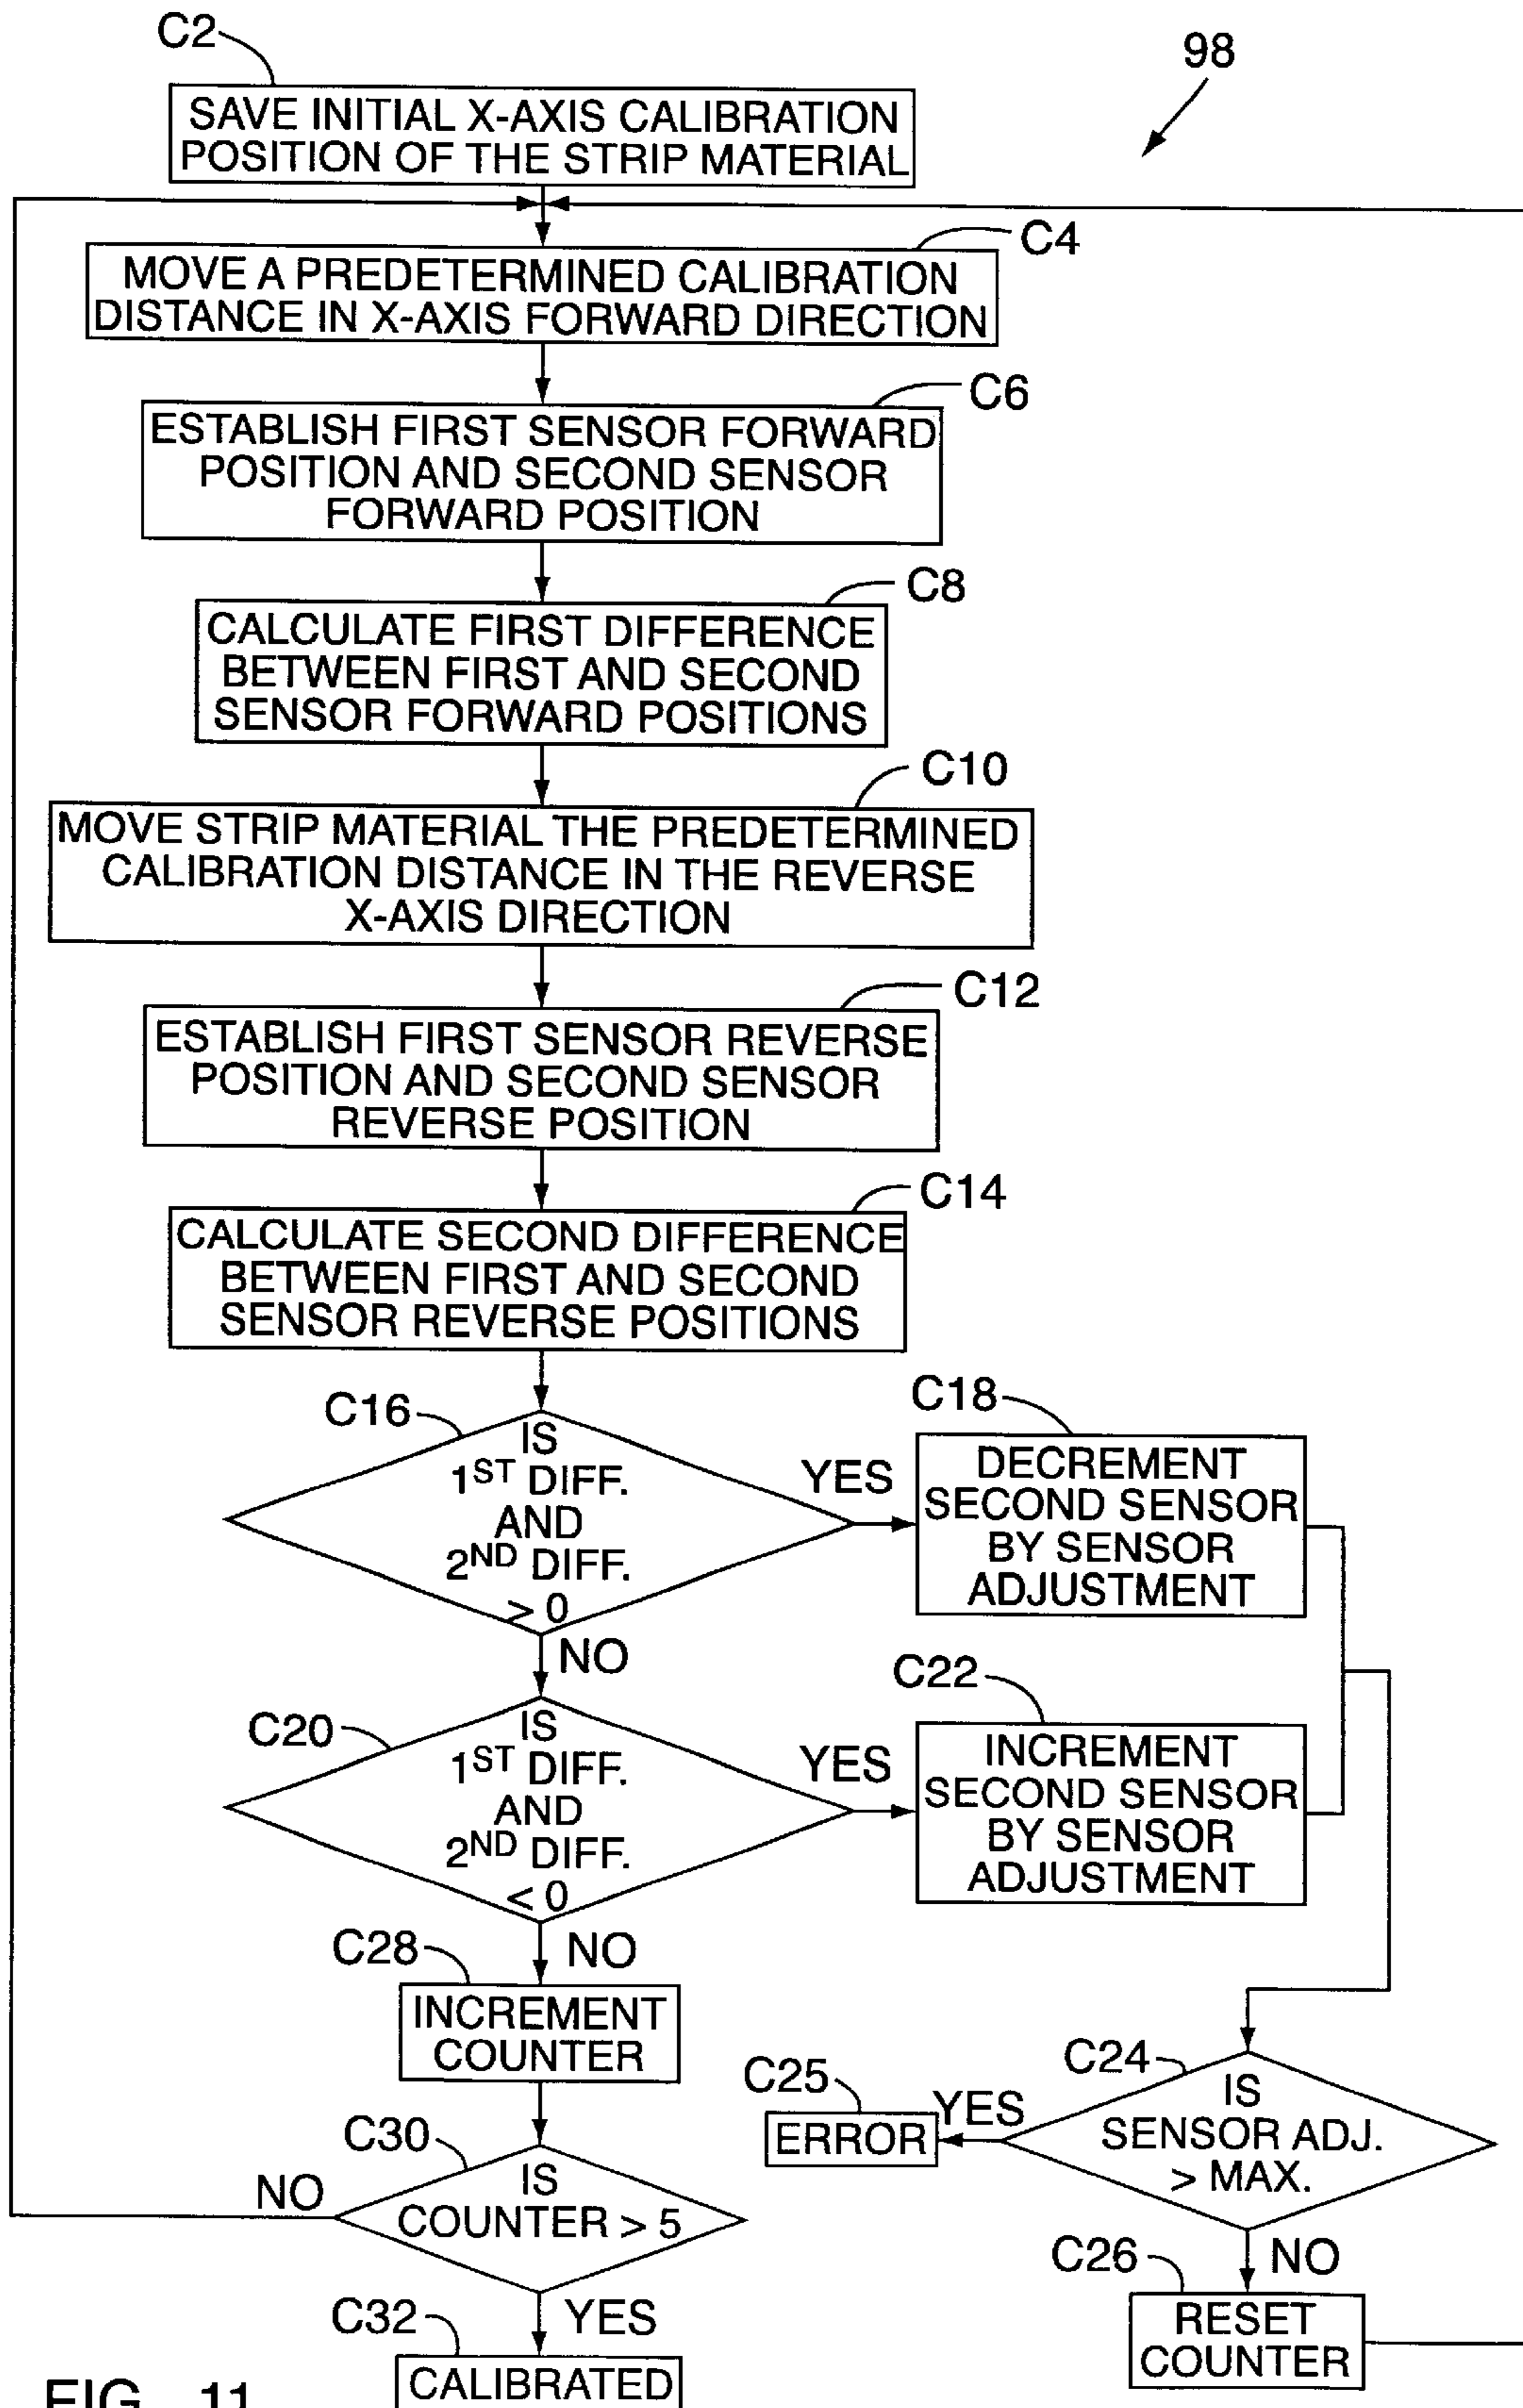 C2
98
SAVE INITIAL X-AXIS CALIBRATION
POSITION OF THE STRIP MATERIAL
C4
MOVE A PREDETERMINED CALIBRATION
DISTANCE IN X-AXIS FORWARD DIRECTION
C6
ESTABLISH FIRST SENSOR FORWARD
POSITION AND SECOND SENSOR
FORWARD POSITION
C8
CALCULATE FIRST DIFFERENCE
BETWEEN FIRST AND SECOND
SENSOR FORWARD POSITIONS
C10
MOVE STRIP MATERIAL THE PREDETERMINED
CALIBRATION DISTANCE IN THE REVERSE
X-AXIS DIRECTION
C12
ESTABLISH FIRST SENSOR REVERSE
POSITION AND SECOND SENSOR
REVERSE POSITION
C14
CALCULATE SECOND DIFFERENCE
BETWEEN FIRST AND SECOND
SENSOR REVERSE POSITIONS
C16
IS
1ST DIFF.
AND
2ND DIFF.
> 0
YES
NO
C18
DECREMENT
SECOND SENSOR
BY SENSOR
ADJUSTMENT
C20
IS
1ST DIFF.
AND
2ND DIFF.
< 0
YES
NO
C22
INCREMENT
SECOND SENSOR
BY SENSOR
ADJUSTMENT
C28
INCREMENT
COUNTER
C24
IS
SENSOR ADJ.
> MAX.
YES
NO
C25
ERROR
C30
IS
COUNTER > 5
NO
YES
C26
RESET
COUNTER
C32
CALIBRATED
FIG. 11